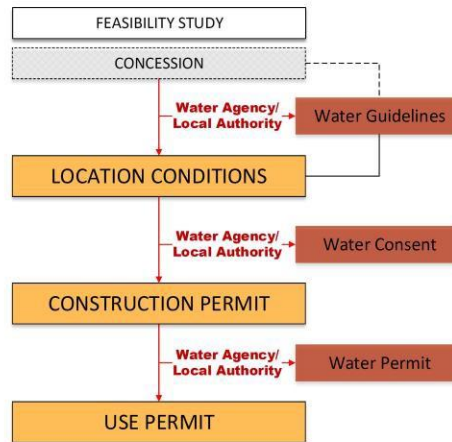 FEASIBILITY STUDY
CONCESSION
Water Agency/
Local Authority
Water Guidelines
LOCATION CONDITIONS
Water Agency/
Local Authority
Water Consent
CONSTRUCTION PERMIT
Water Agency/
Local Authority
Water Permit
USE PERMIT